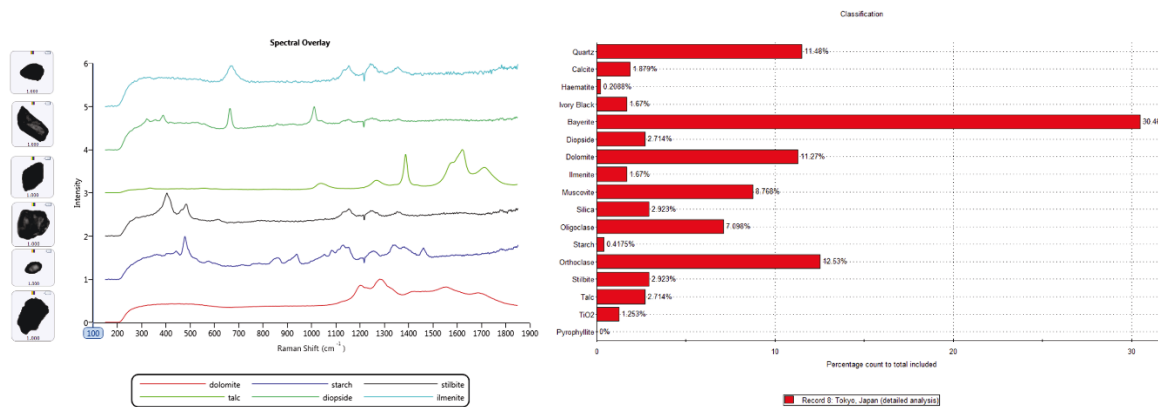 Spectral Overlay
1.000
1.000
1.000
1.000
1.000
1.000
Intensity
6
5
4
3
2
1
0
100 200 300 400 500 600 700 800 900 1000 1100 1200 1300 1400 1500 1600 1700 1800 1900
Raman Shift (cm -1)
dolomite starch stilbite
talc diopside ilmenite
Classification
Quartz 11.48%
Calcite 1.879%
Haematite 0.2088%
Ivory Black 1.67%
Bayerite 30.46
Diopside 2.714%
Dolomite 11.27%
Ilmenite 1.67%
Muscovite 8.768%
Silica 2.923%
Oligoclase 7.098%
Starch 0.4175%
Orthoclase 12.53%
Stilbite 2.923%
Talc 2.714%
TiO2 1.253%
Pyrophyllite 0%
0 10 20 30
Percentage count to total included
Record 8: Tokyo, Japan (detailed analysis)